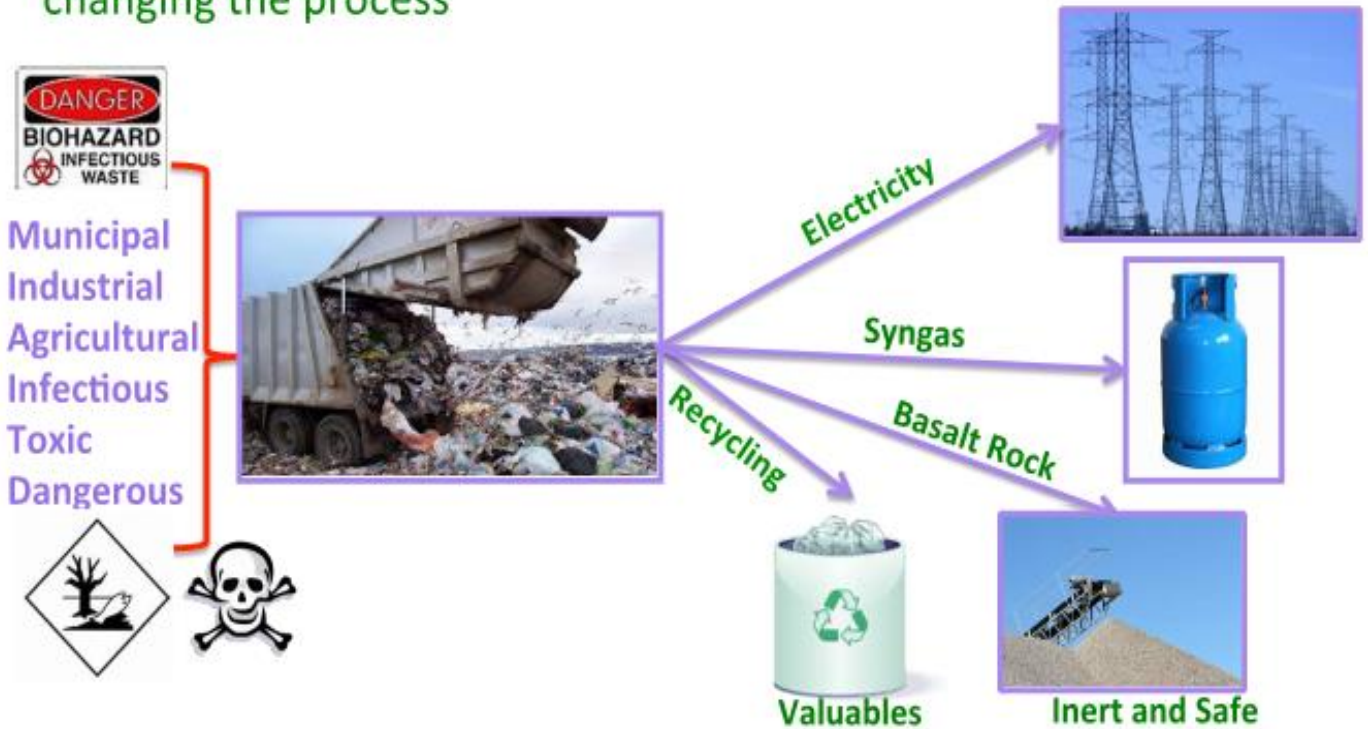 changing the process
DANGER
BIOHAZARD
INFECTIOUS
WASTE
Municipal
Industrial
Agricultural
Infectious
Toxic
Dangerous
Electricity
Syngas
Basalt Rock
Recycling
Valuables
Inert and Safe